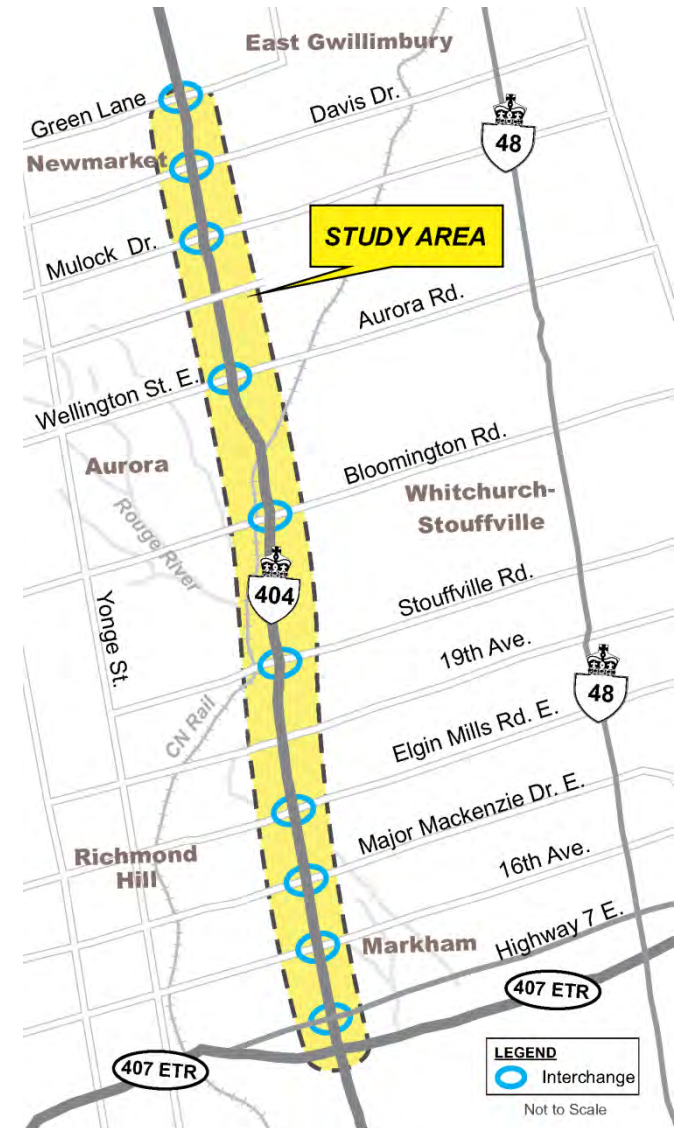 East Gwillimbury
Green Lane
Davis Dr.
48
Newmarket
Mulock Dr.
STUDY AREA
Aurora Rd.
Wellington St. E.
Bloomington Rd.
Aurora
Whitchurch-
Stouffville
Rouge River
404
Stouffville Rd.
Yonge St.
19th Ave.
48
CN Rail
Elgin Mills Rd. E.
Major Mackenzie Dr. E.
Richmond
Hill
16th Ave.
Markham
Highway 7 E.
407 ETR
407 ETR
LEGEND
Interchange
Not to Scale